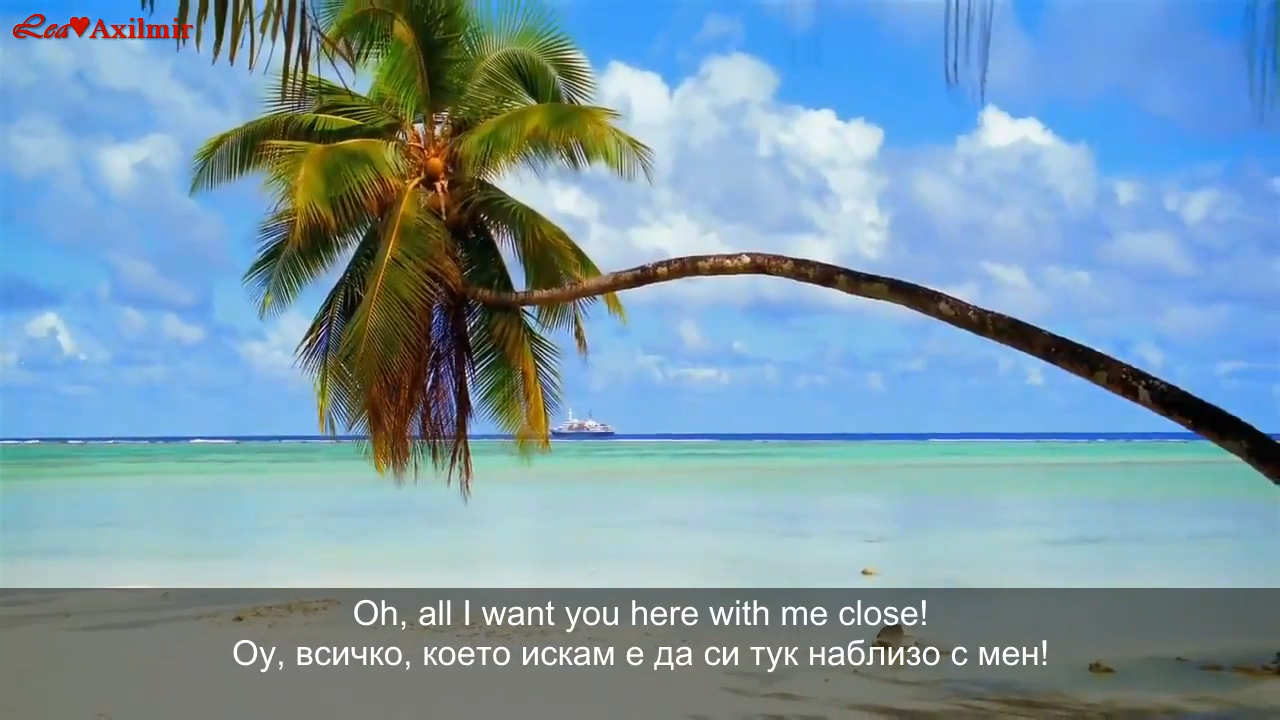 Lea♥Axilmir
Oh, all I want you here with me close!
Оу, всичко, което искам е да си тук наблизо с мен!